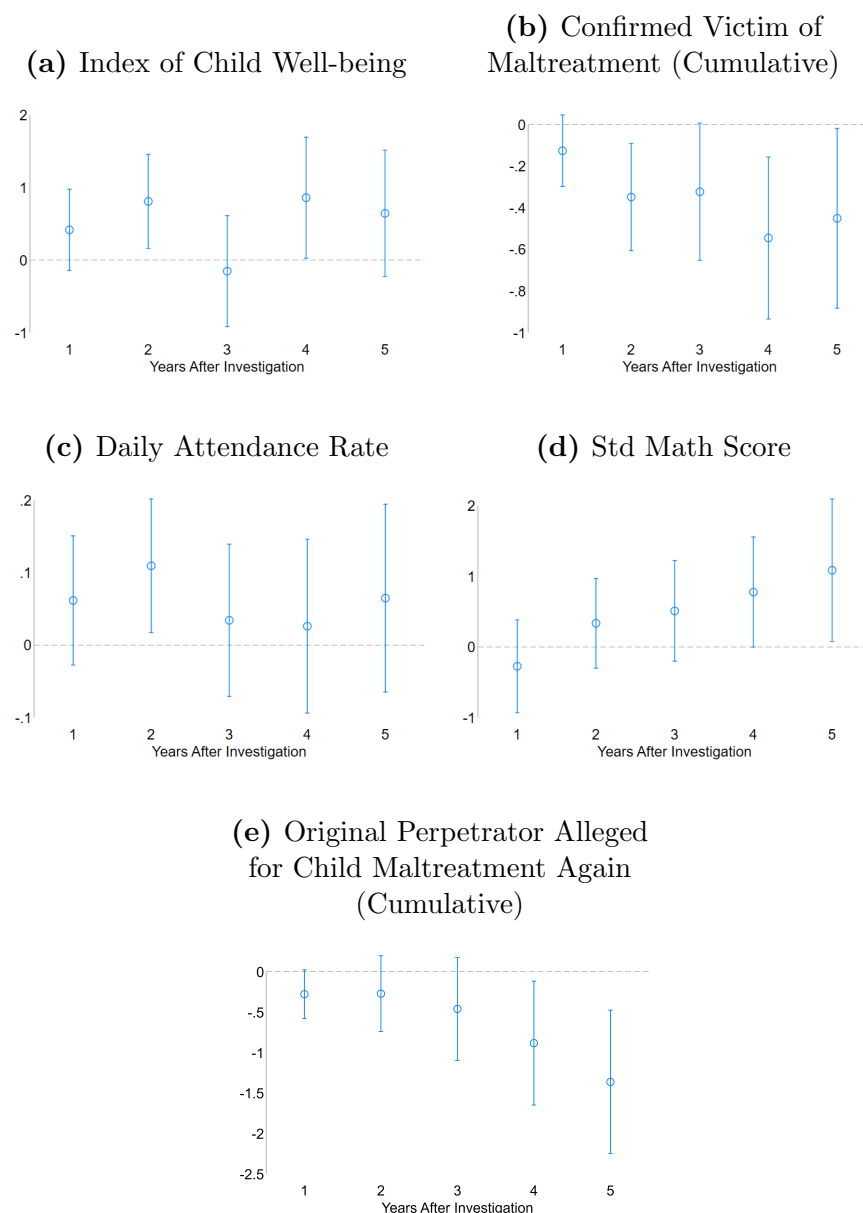 (a) Index of Child Well-being
2
1
0
-1
1 2 3 4 5
Years After Investigation
(b) Confirmed Victim of
Maltreatment (Cumulative)
0
-.2
-.4
-.6
-.8
-1
1 2 3 4 5
Years After Investigation
(c) Daily Attendance Rate
.2
.1
0
-.1
1 2 3 4 5
Years After Investigation
(d) Std Math Score
2
1
0
-1
1 2 3 4 5
Years After Investigation
(e) Original Perpetrator Alleged
for Child Maltreatment Again
(Cumulative)
0
-.5
-1
-1.5
-2
-2.5
1 2 3 4 5
Years After Investigation